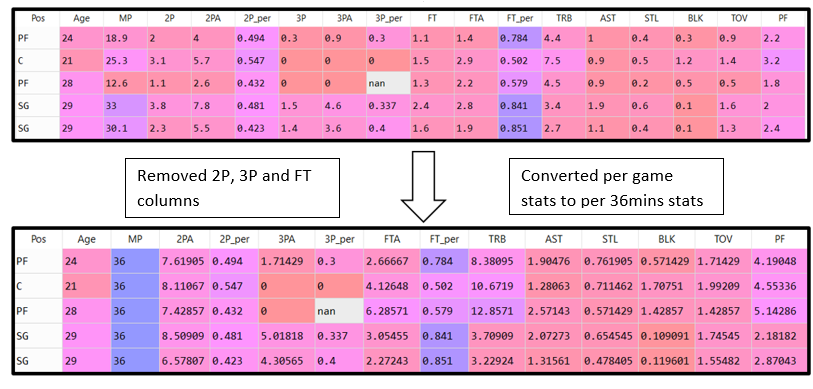 Pos Age MP 2P 2PA 2P_per 3P 3PA 3P_per FT FTA FT_per TRB AST STL BLK TOV PF
PF 24 18.9 2 4 0.494 0.3 0.9 0.3 1.1 1.4 0.784 4.4 1 0.4 0.3 0.9 2.2
C 21 25.3 3.1 5.7 0.547 0 0 0 1.5 2.9 0.502 7.5 0.9 0.5 1.2 1.4 3.2
PF 28 12.6 1.1 2.6 0.432 0 0 nan 1.3 2.2 0.579 4.5 0.9 0.2 0.5 0.5 1.8
SG 29 33 3.8 7.8 0.481 1.5 4.6 0.337 2.4 2.8 0.841 3.4 1.9 0.6 0.1 1.6 2
SG 29 30.1 2.3 5.5 0.423 1.4 3.6 0.4 1.6 1.9 0.851 2.7 1.1 0.4 0.1 1.3 2.4
Removed 2P, 3P and FT
columns
Converted per game
stats to per 36mins stats
Pos Age MP 2PA 2P_per 3PA 3P_per FTA FT_per TRB AST STL BLK TOV PF
PF 24 36 7.61905 0.494 1.71429 0.3 2.66667 0.784 8.38095 1.90476 0.761905 0.571429 1.71429 4.19048
C 21 36 8.11067 0.547 0 0 4.12648 0.502 10.6719 1.28063 0.711462 1.70751 1.99209 4.55336
PF 28 36 7.42857 0.432 0 nan 6.28571 0.579 12.8571 2.57143 0.571429 1.42857 1.42857 5.14286
SG 29 36 8.50909 0.481 5.01818 0.337 3.05455 0.841 3.70909 2.07273 0.654545 0.109091 1.74545 2.18182
SG 29 36 6.57807 0.423 4.30565 0.4 2.27243 0.851 3.22924 1.31561 0.478405 0.119601 1.55482 2.87043